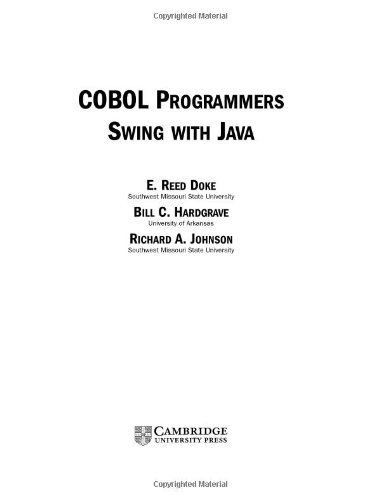 Copyrighted Material
COBOL PROGRAMMERS
SWING WITH JAVA
E. REED DOKE
Southwest Missouri State University
BILL C. HARDGRAVE
University of Arkansas
RICHARD A. JOHNSON
Southwest Missouri State University
CAMBRIDGE
UNIVERSITY PRESS
Copyrighted Material